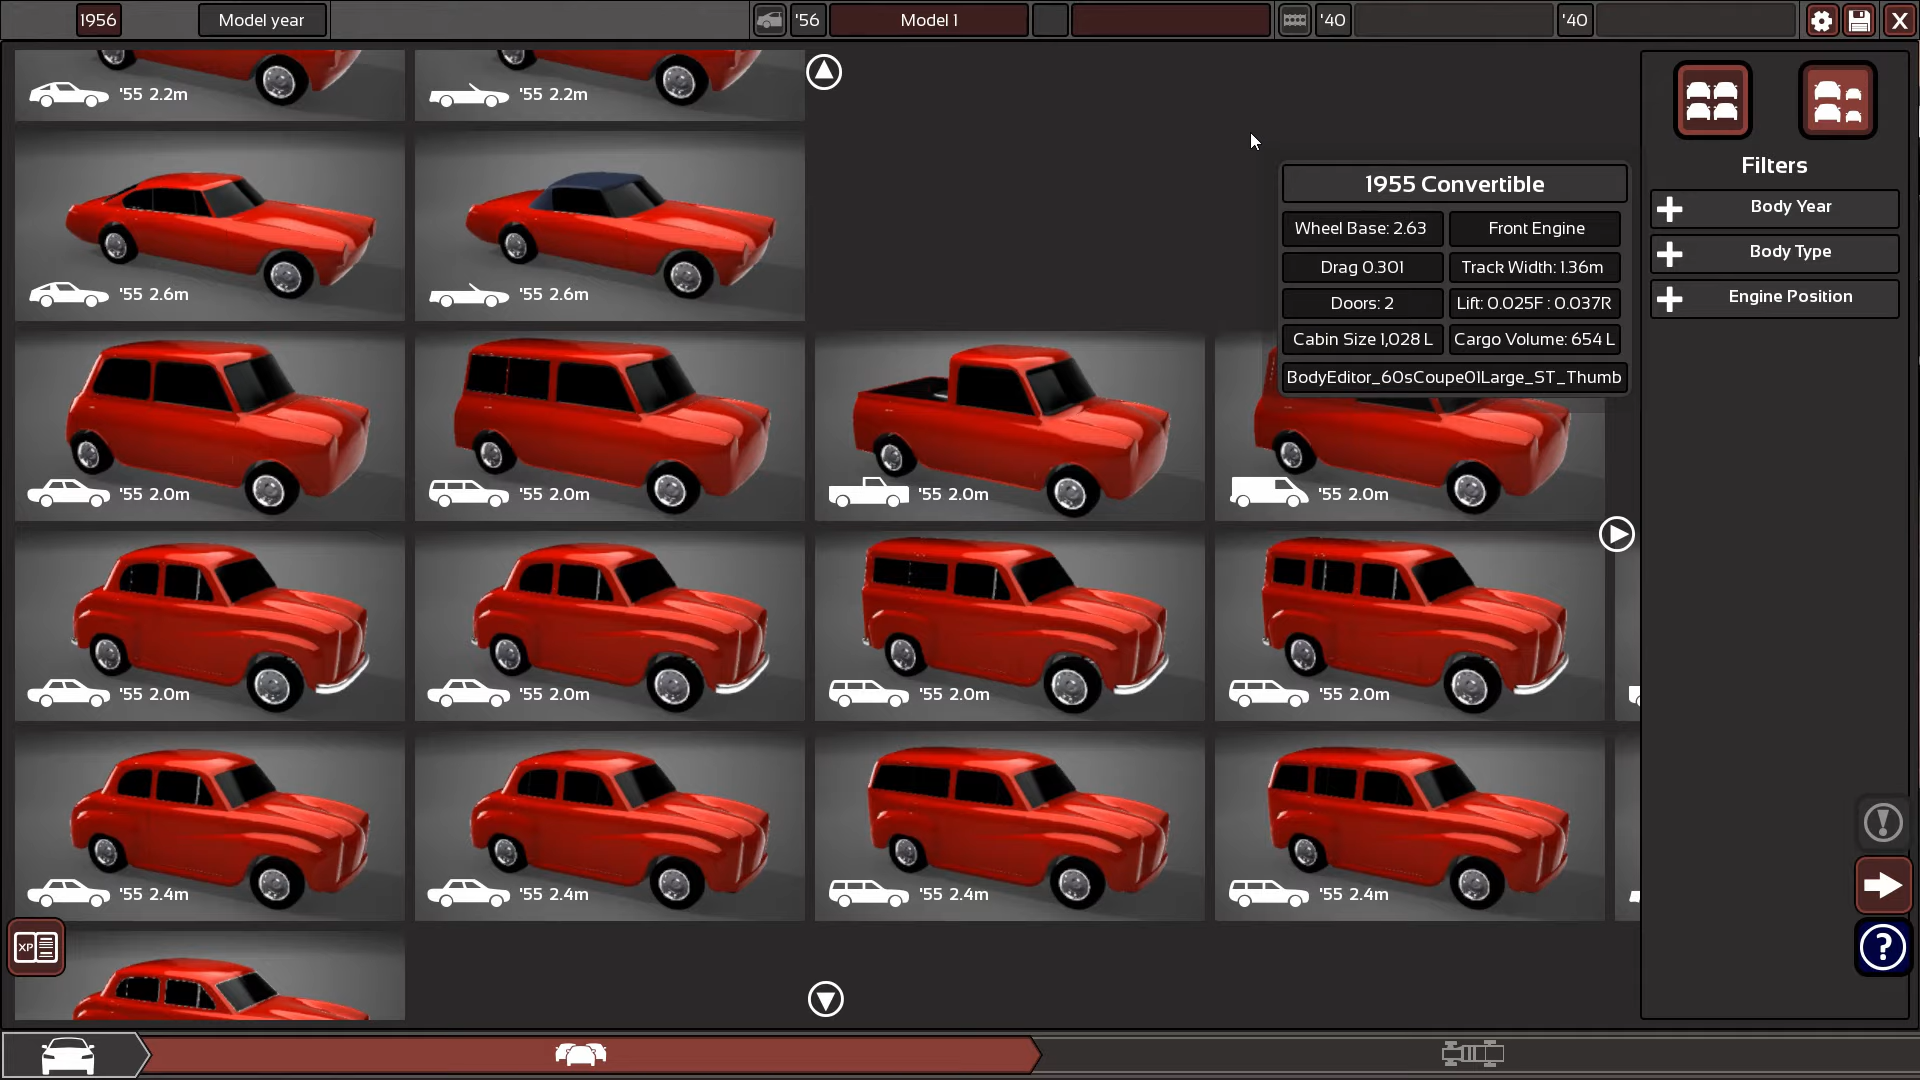 1956
Model year
'56
Model 1
'40
'40
'55 2.2m
'55 2.2m
'55 2.6m
'55 2.6m
1955 Convertible
Wheel Base: 2.63
Front Engine
Drag 0.301
Track Width: 1.36m
Doors: 2
Lift: 0.025F : 0.037R
Cabin Size 1,028 L
Cargo Volume: 654 L
BodyEditor_60sCoupe01Large_ST_Thumb
Filters
Body Year
Body Type
Engine Position
'55 2.0m
'55 2.0m
'55 2.0m
'55 2.0m
'55 2.0m
'55 2.0m
'55 2.0m
'55 2.0m
'55 2.4m
'55 2.4m
'55 2.4m
'55 2.4m
XP